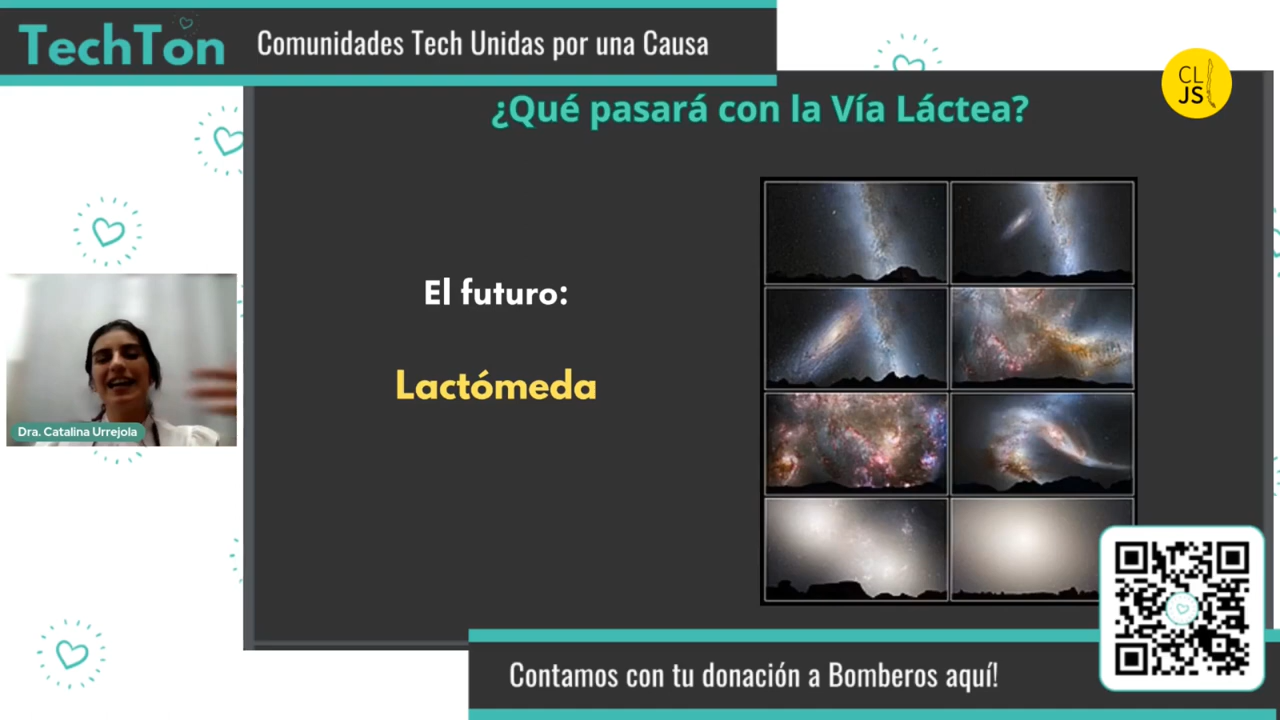 TechTon
Comunidades Tech Unidas por una Causa
CL
JS
¿Qué pasará con la Vía Láctea?
El futuro:
Lactómeda
Dra. Catalina Urrejola
Contamos con tu donación a Bomberos aquí!